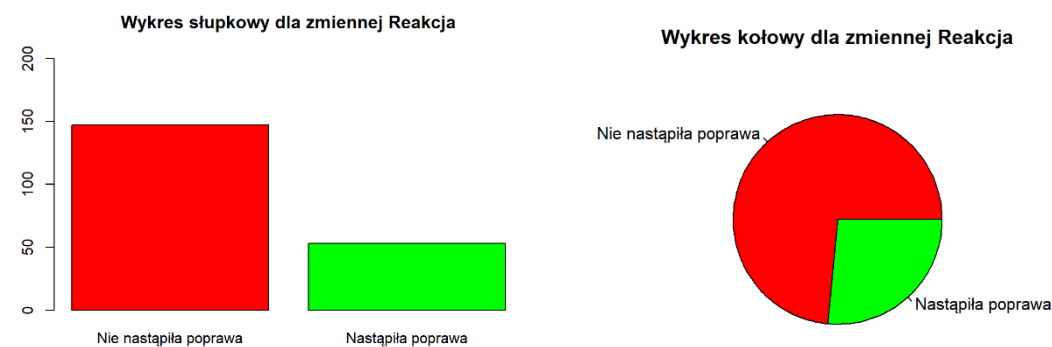 Wykres słupkowy dla zmiennej Reakcja
200
150
100
50
0
Nie nastąpiła poprawa
Nastąpiła poprawa
Wykres kołowy dla zmiennej Reakcja
Nie nastąpiła poprawa
Nastąpiła poprawa